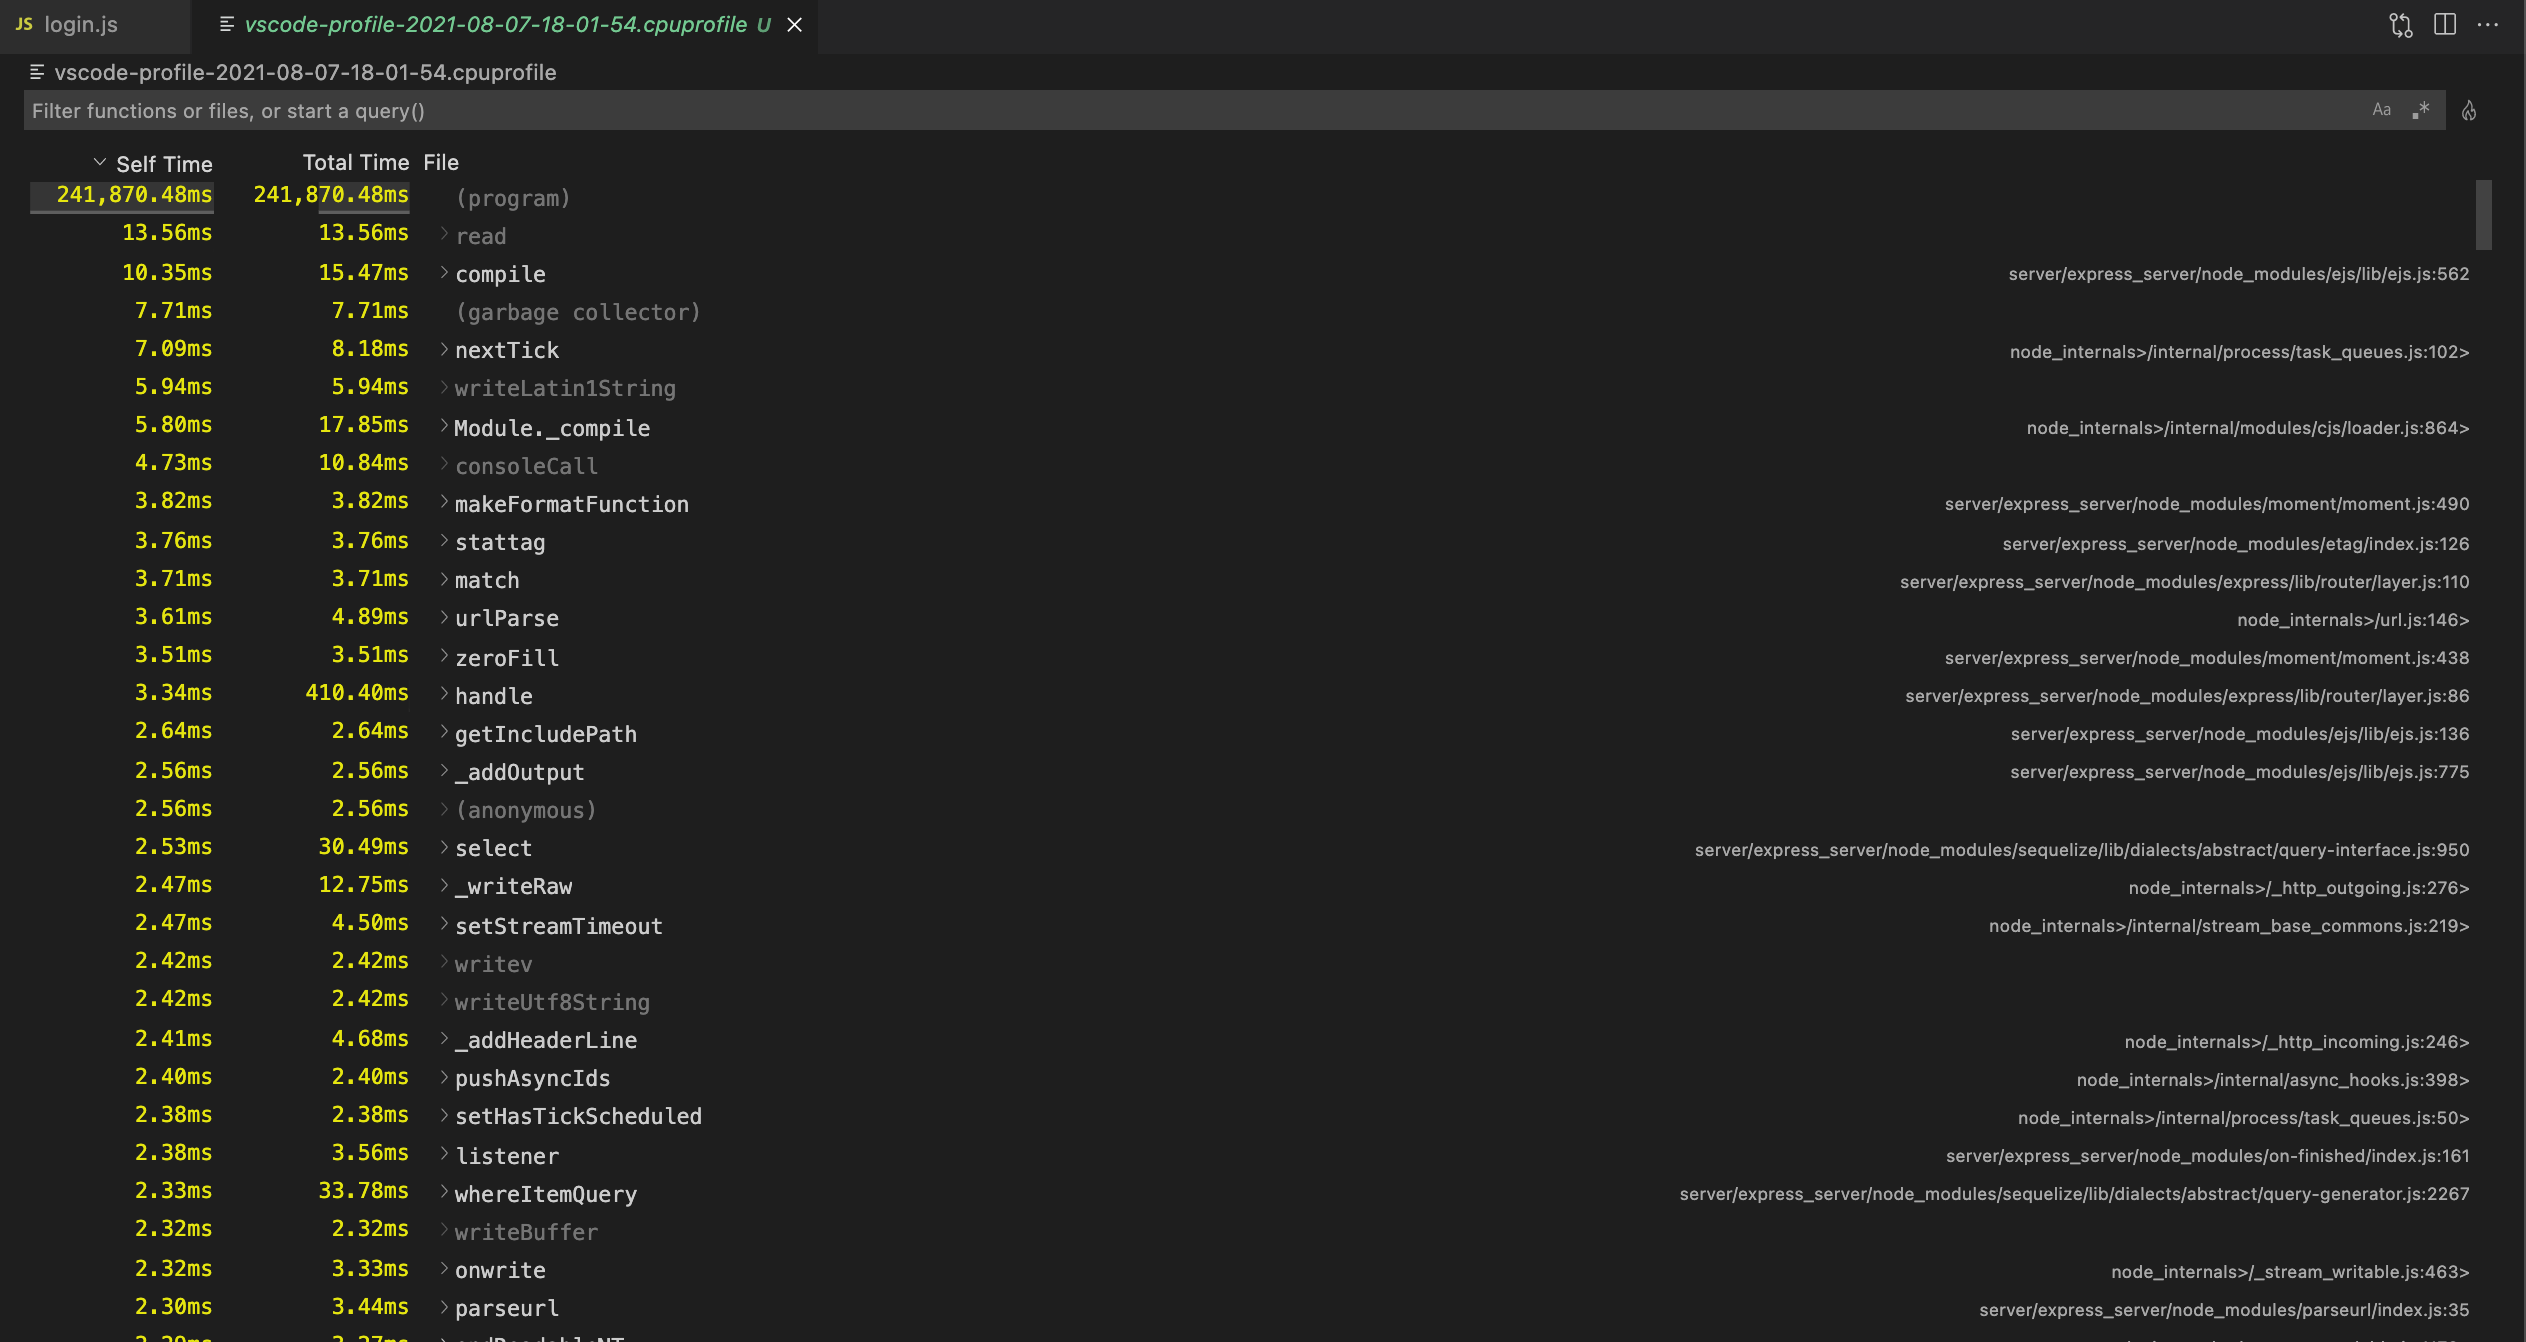 JS login.js vscode-profile-2021-08-07-18-01-54.cpuprofile U
vscode-profile-2021-08-07-18-01-54.cpuprofile
Filter functions or files, or start a query() Aa .*
Self Time Total Time File
241,870.48ms 241,870.48ms (program)
13.56ms 13.56ms read
10.35ms 15.47ms compile server/express_server/node_modules/ejs/lib/ejs.js:562
7.71ms 7.71ms (garbage collector)
7.09ms 8.18ms nextTick node_internals>/internal/process/task_queues.js:102>
5.94ms 5.94ms writeLatin1String
5.80ms 17.85ms Module._compile node_internals>/internal/modules/cjs/loader.js:864>
4.73ms 10.84ms consoleCall
3.82ms 3.82ms makeFormatFunction server/express_server/node_modules/moment/moment.js:490
3.76ms 3.76ms stattag server/express_server/node_modules/etag/index.js:126
3.71ms 3.71ms match server/express_server/node_modules/express/lib/router/layer.js:110
3.61ms 4.89ms urlParse node_internals>/url.js:146>
3.51ms 3.51ms zeroFill server/express_server/node_modules/moment/moment.js:438
3.34ms 410.40ms handle server/express_server/node_modules/express/lib/router/layer.js:86
2.64ms 2.64ms getIncludePath server/express_server/node_modules/ejs/lib/ejs.js:136
2.56ms 2.56ms _addOutput server/express_server/node_modules/ejs/lib/ejs.js:775
2.56ms 2.56ms (anonymous)
2.53ms 30.49ms select server/express_server/node_modules/sequelize/lib/dialects/abstract/query-interface.js:950
2.47ms 12.75ms _writeRaw node_internals>/_http_outgoing.js:276>
2.47ms 4.50ms setStreamTimeout node_internals>/internal/stream_base_commons.js:219>
2.42ms 2.42ms writev
2.42ms 2.42ms writeUtf8String
2.41ms 4.68ms _addHeaderLine node_internals>/_http_incoming.js:246>
2.40ms 2.40ms pushAsyncIds node_internals>/internal/async_hooks.js:398>
2.38ms 2.38ms setHasTickScheduled node_internals>/internal/process/task_queues.js:50>
2.38ms 3.56ms listener server/express_server/node_modules/on-finished/index.js:161
2.33ms 33.78ms whereItemQuery server/express_server/node_modules/sequelize/lib/dialects/abstract/query-generator.js:2267
2.32ms 2.32ms writeBuffer
2.32ms 3.33ms onwrite node_internals>/_stream_writable.js:463>
2.30ms 3.44ms parseurl server/express_server/node_modules/parseurl/index.js:35